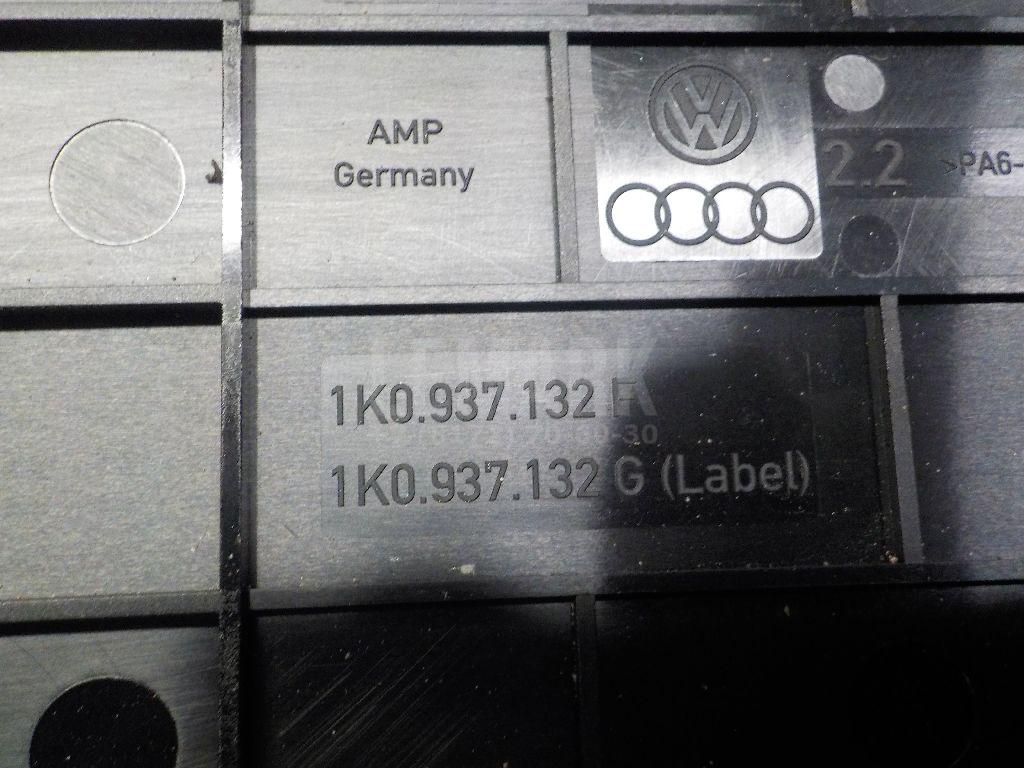 AMP
Germany
2.2
>PA6-
1K0.937.132 F
1K0.937.132 G (Label)